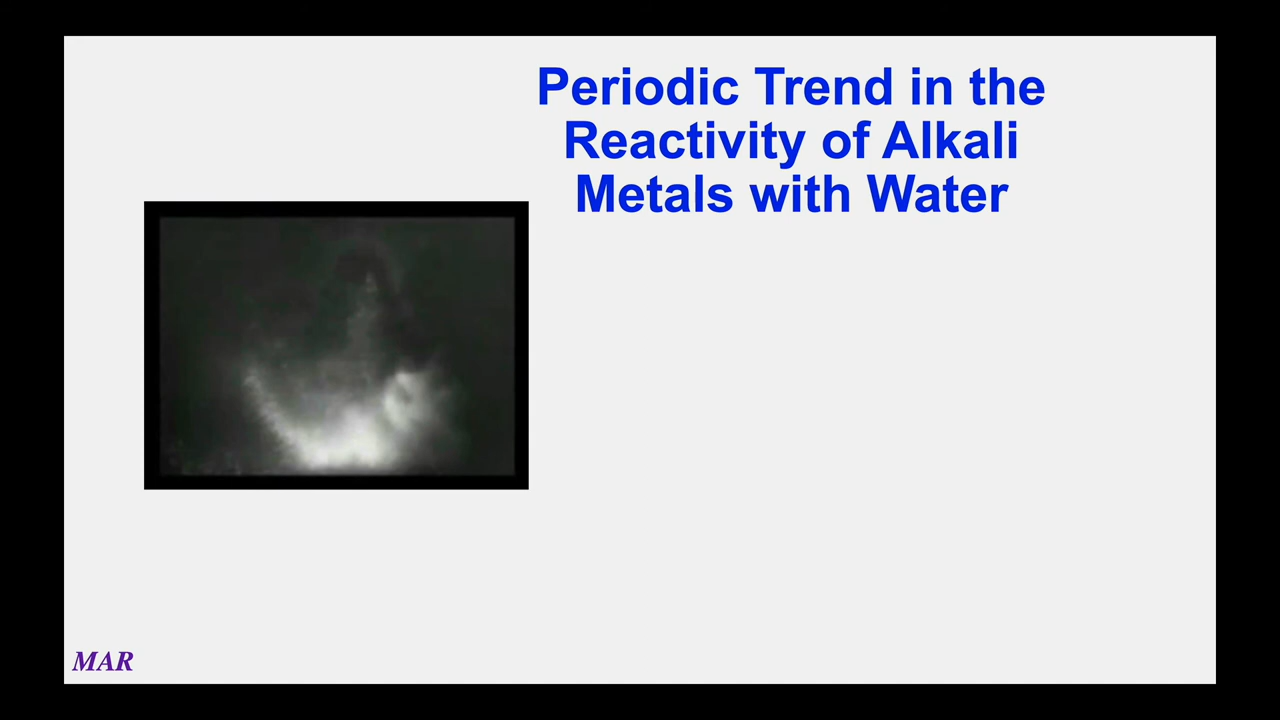 Periodic Trend in the
Reactivity of Alkali
Metals with Water
MAR